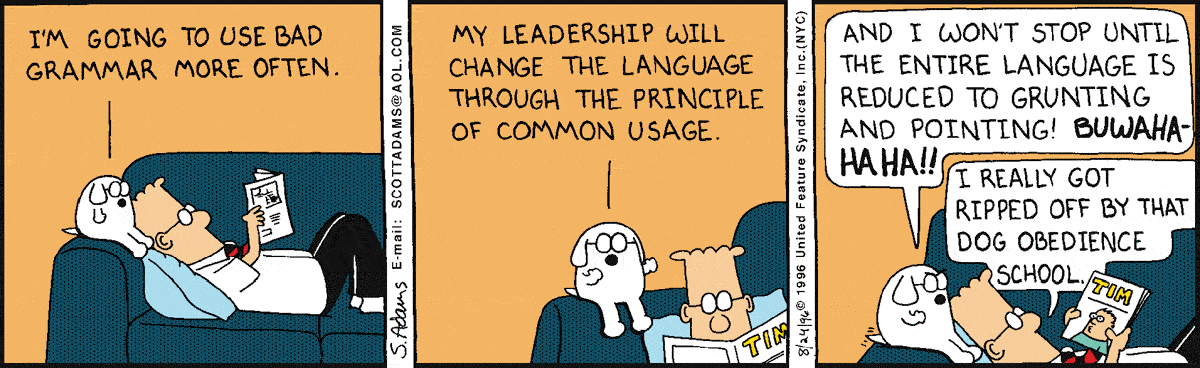 I'M GOING TO USE BAD
GRAMMAR MORE OFTEN.
S. Adams E-mail: SCOTTADAMS@AOL.COM
MY LEADERSHIP WILL
CHANGE THE LANGUAGE
THROUGH THE PRINCIPLE
OF COMMON USAGE.
TIM
8/24/96 © 1996 United Feature Syndicate, Inc.(NYC)
AND I WON'T STOP UNTIL
THE ENTIRE LANGUAGE IS
REDUCED TO GRUNTING
AND POINTING! BUWAHA-
HA HA!!
I REALLY GOT
RIPPED OFF BY THAT
DOG OBEDIENCE
SCHOOL.
TIM